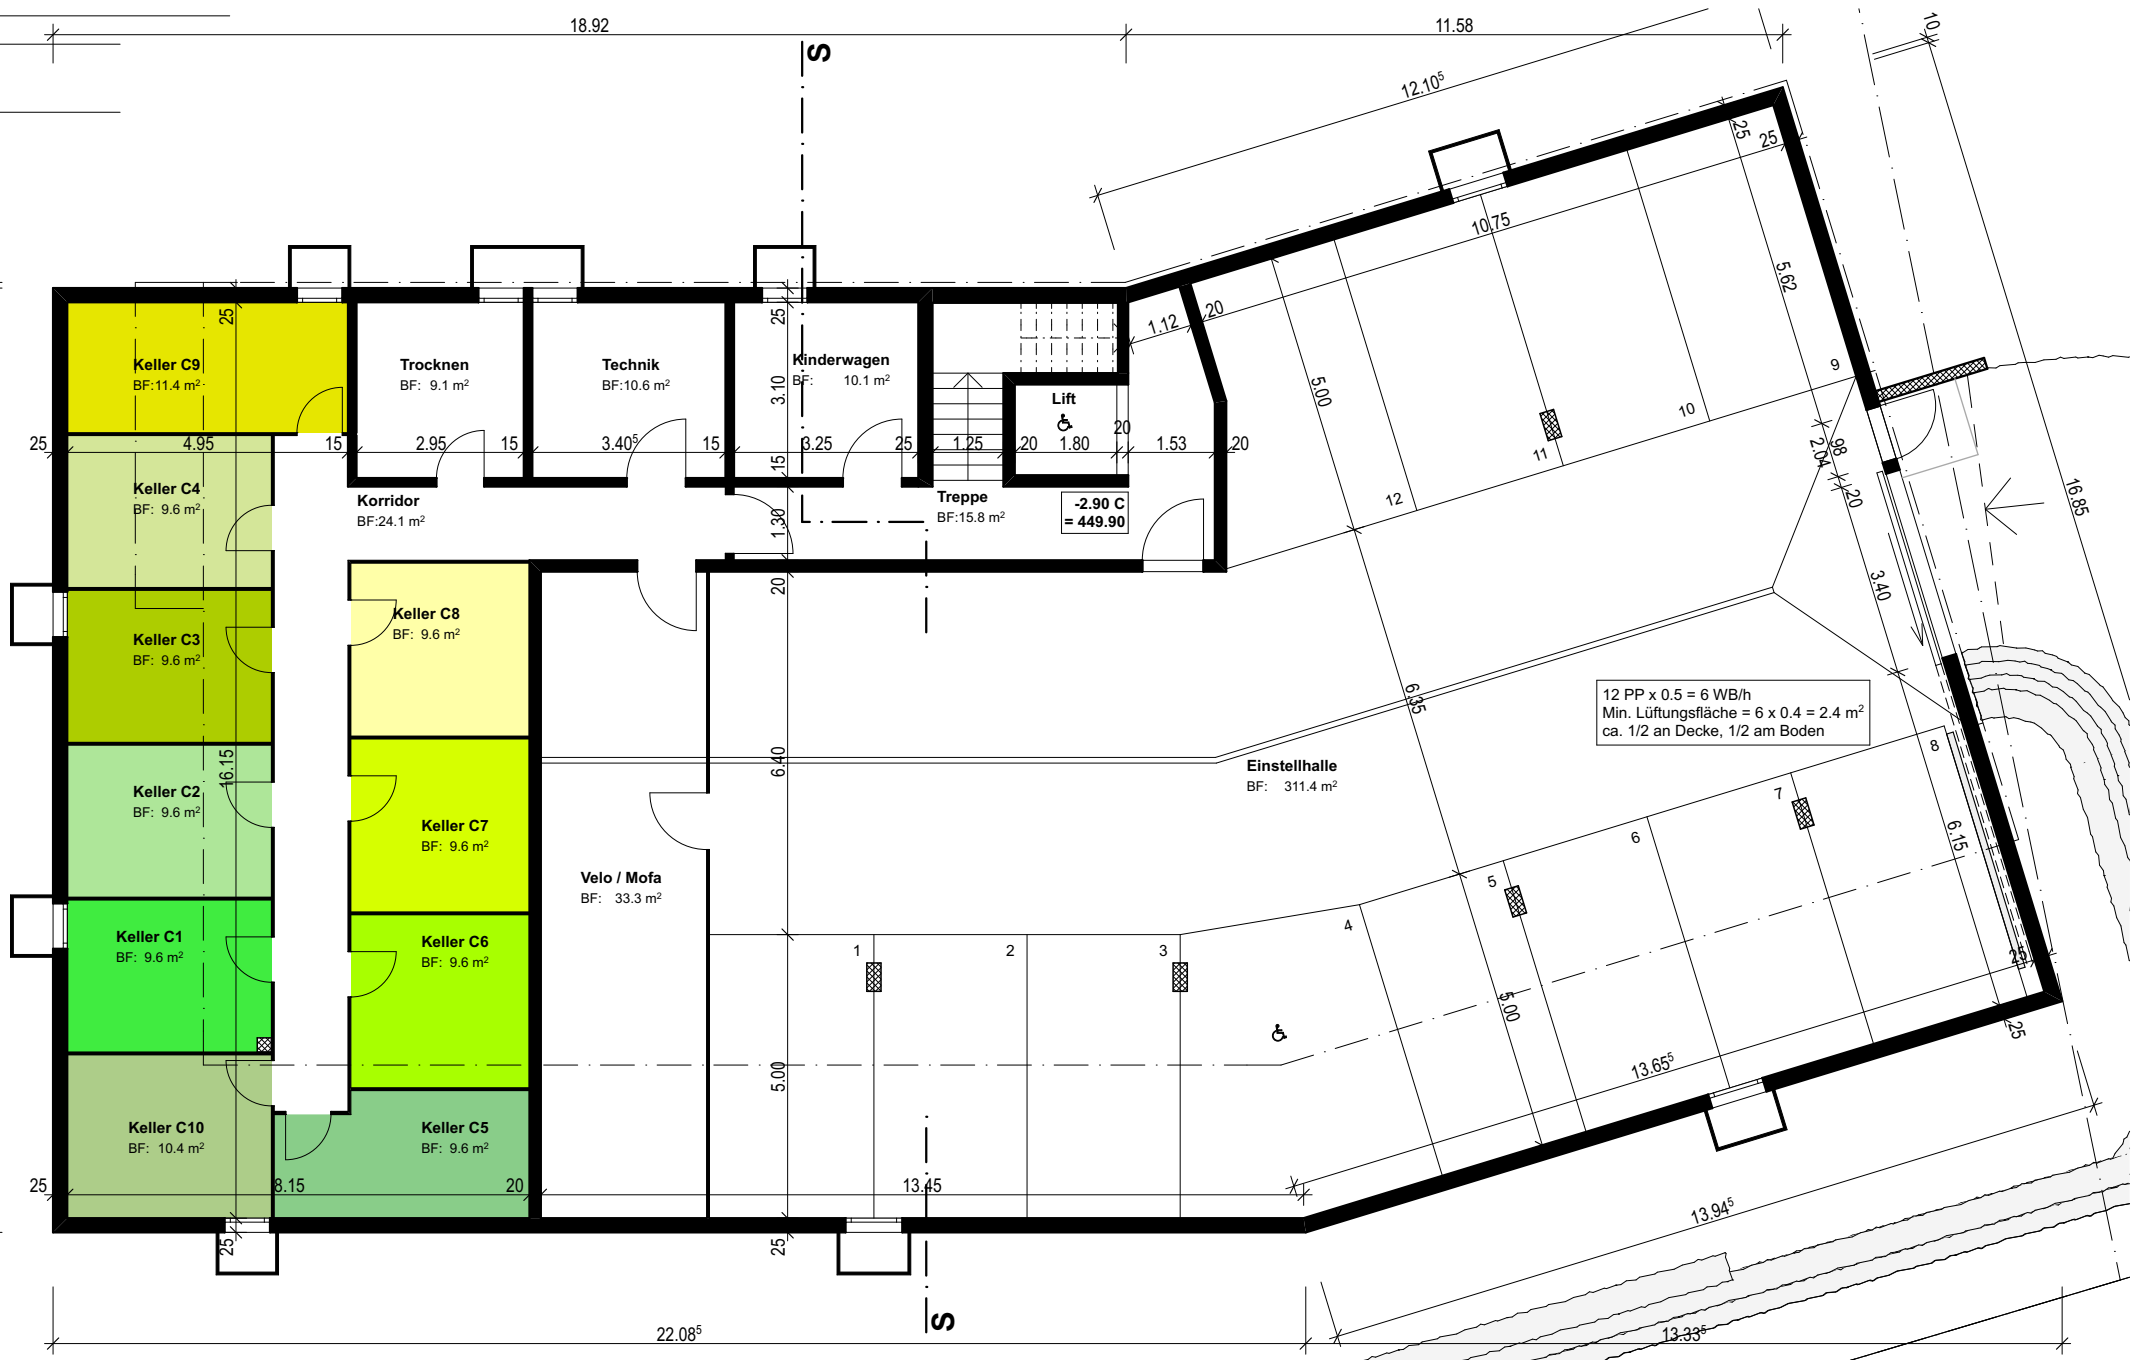 18.92
11.58
10
S
12.10⁵
25
25
10.75
5.62
16.85
1.12
20
25
25
Keller C9
BF:11.4 m²
Trocknen
BF: 9.1 m²
Technik
BF:10.6 m²
Kinderwagen
BF: 10.1 m²
3.10
Lift
5.00
9
10
11
12
98
2.04
20
25
4.95
15
2.95
15
3.40⁵
15
3.25
25
1.25
20
1.80
20
1.53
20
15
Keller C4
BF: 9.6 m²
Korridor
BF:24.1 m²
1.30
Treppe
BF:15.8 m²
-2.90 C
= 449.90
20
3.40
Keller C3
BF: 9.6 m²
Keller C8
BF: 9.6 m²
6.35
12 PP x 0.5 = 6 WB/h
Min. Lüftungsfläche = 6 x 0.4 = 2.4 m²
ca. 1/2 an Decke, 1/2 am Boden
16.15
6.40
Keller C2
BF: 9.6 m²
Einstellhalle
BF: 311.4 m²
8
7
6
5
4
6.15
Keller C7
BF: 9.6 m²
Velo / Mofa
BF: 33.3 m²
Keller C1
BF: 9.6 m²
Keller C6
BF: 9.6 m²
1
2
3
25
5.00
5.00
25
13.65⁵
Keller C10
BF: 10.4 m²
Keller C5
BF: 9.6 m²
25
8.15
20
13.45
13.94⁵
25
25
S
22.08⁵
13.33⁵